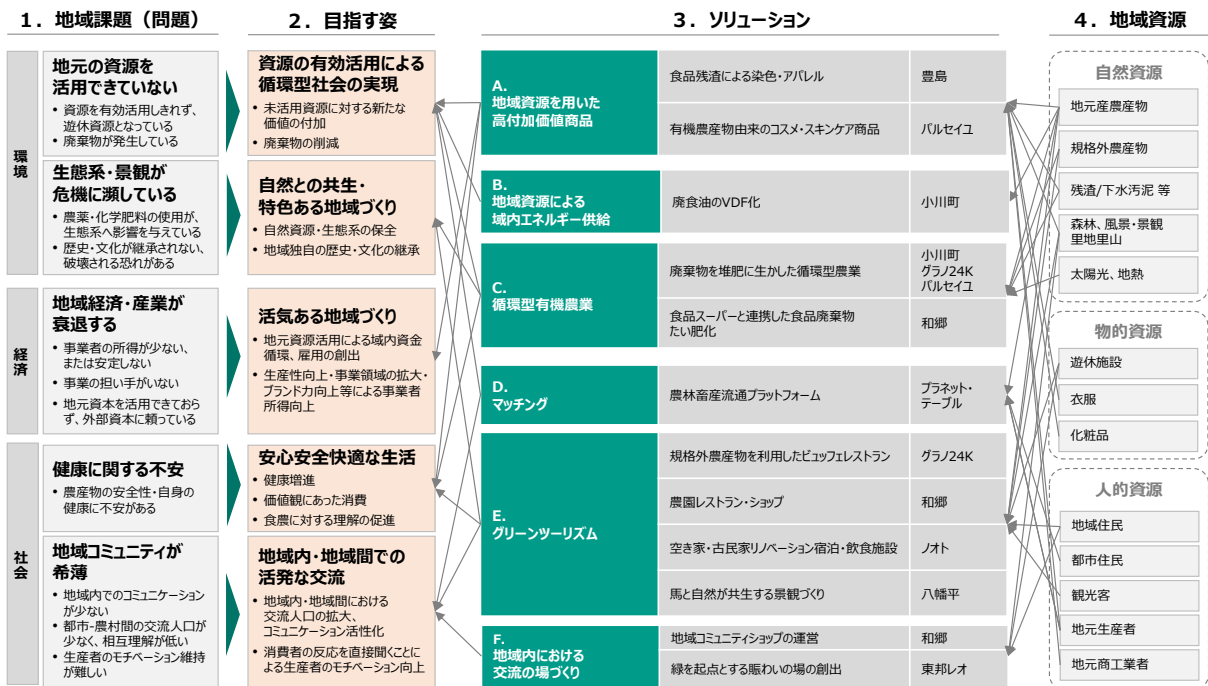 1．地域課題（問題）
2．目指す姿
3．ソリューション
4．地域資源
環境
地元の資源を
活用できていない
• 資源を有効活用しきれず、
遊休資源となっている
• 廃棄物が発生している
生態系・景観が
危機に瀕している
• 農薬・化学肥料の使用が、
生態系へ影響を与えている
• 歴史・文化が継承されない、
破壊される恐れがある
経済
地域経済・産業が
衰退する
• 事業者の所得が少ない、
または安定しない
• 事業の担い手がいない
• 地元資本を活用できておら
ず、外部資本に頼っている
社会
健康に関する不安
• 農産物の安全性・自身の
健康に不安がある
地域コミュニティが
希薄
• 地域内でのコミュニケーション
が少ない
• 都市-農村間の交流人口が
少なく、相互理解が低い
• 生産者のモチベーション維持
が難しい
資源の有効活用による
循環型社会の実現
• 未活用資源に対する新たな
価値の付加
• 廃棄物の削減
自然との共生・
特色ある地域づくり
• 自然資源・生態系の保全
• 地域独自の歴史・文化の継承
活気ある地域づくり
• 地元資源活用による域内資金
循環、雇用の創出
• 生産性向上・事業領域の拡大・
ブランド力向上等による事業者
所得向上
安心安全快適な生活
• 健康増進
• 価値観にあった消費
• 食農に対する理解の促進
地域内・地域間での
活発な交流
• 地域内・地域間における
交流人口の拡大、
コミュニケーション活性化
• 消費者の反応を直接聞くことに
よる生産者のモチベーション向上
A.
地域資源を用いた
高付加価値商品
食品残渣による染色・アパレル
豊島
有機農産物由来のコスメ・スキンケア商品
パルセイユ
B.
地域資源による
域内エネルギー供給
廃食油のVDF化
小川町
C.
循環型有機農業
廃棄物を堆肥に生かした循環型農業
小川町
グラノ24K
パルセイユ
食品スーパーと連携した食品廃棄物
たい肥化
和郷
D.
マッチング
農林畜産流通プラットフォーム
プラネット・
テーブル
E.
グリーンツーリズム
規格外農産物を利用したビュッフェレストラン
グラノ24K
農園レストラン・ショップ
和郷
空き家・古民家リノベーション宿泊・飲食施設
ノオト
馬と自然が共生する景観づくり
八幡平
F.
地域内における
交流の場づくり
地域コミュニティショップの運営
和郷
緑を起点とする賑わいの場の創出
東邦レオ
自然資源
地元産農産物
規格外農産物
残渣/下水汚泥 等
森林、風景・景観
里地里山
太陽光、地熱
物的資源
遊休施設
衣服
化粧品
人的資源
地域住民
都市住民
観光客
地元生産者
地元商工業者